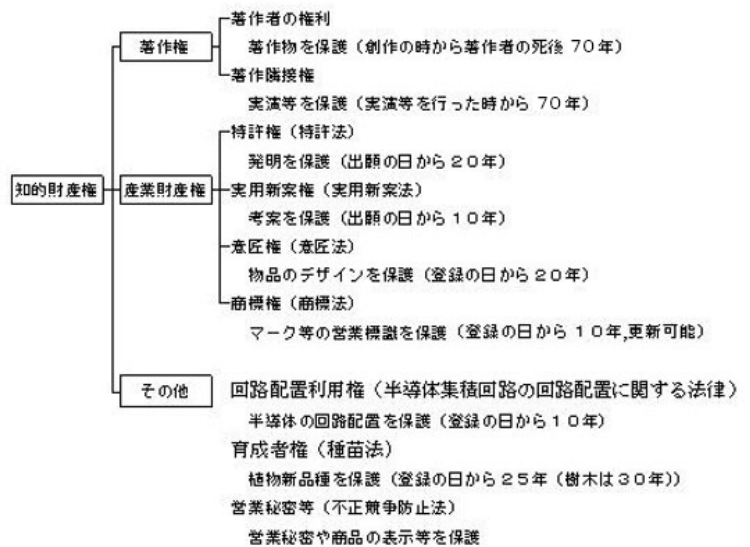 著作者の権利
著作権
著作物を保護（創作の時から著作者の死後７０年）
著作隣接権
実演等を保護（実演等を行った時から７０年）
特許権（特許法）
発明を保護（出願の日から２０年）
知的財産権
産業財産権
実用新案権（実用新案法）
考案を保護（出願の日から１０年）
意匠権（意匠法）
物品のデザインを保護（登録の日から２０年）
商標権（商標法）
マーク等の営業標識を保護（登録の日から１０年,更新可能）
その他
回路配置利用権（半導体集積回路の回路配置に関する法律）
半導体の回路配置を保護（登録の日から１０年）
育成者権（種苗法）
植物新品種を保護（登録の日から２５年（樹木は３０年））
営業秘密等（不正競争防止法）
営業秘密や商品の表示等を保護